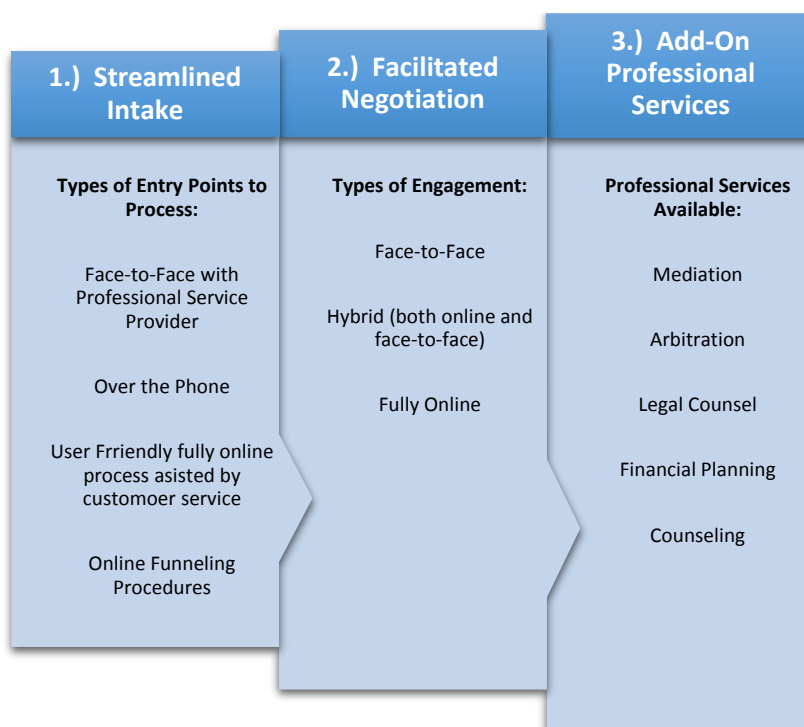 1.) Streamlined
Intake
Types of Entry Points to
Process:
Face-to-Face with
Professional Service
Provider
Over the Phone
User Frriendly fully online
process asisted by
customoer service
Online Funneling
Procedures
2.) Facilitated
Negotiation
Types of Engagement:
Face-to-Face
Hybrid (both online and
face-to-face)
Fully Online
3.) Add-On
Professional
Services
Professional Services
Available:
Mediation
Arbitration
Legal Counsel
Financial Planning
Counseling